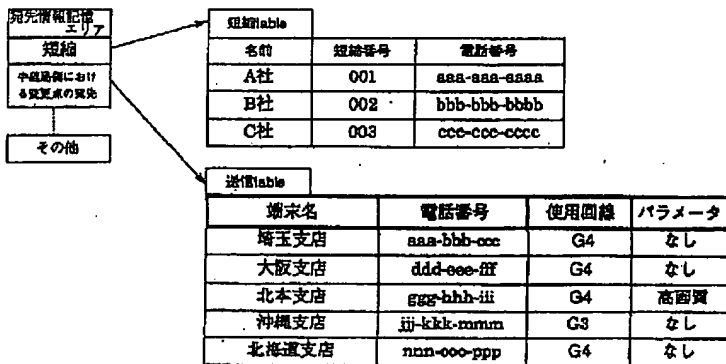 宛先情報記憶
エリア
短縮
中継局側におけ
る変更点の宛先
その他
短縮table
名前 短縮番号 電話番号
A社 001 aaa-aaa-aaaa
B社 002 bbb-bbb-bbbb
C社 003 ccc-ccc-cccc
送信table
端末名 電話番号 使用回線 パラメータ
埼玉支店 aaa-bbb-ccc G4 なし
大阪支店 ddd-eee-fff G4 なし
北本支店 ggg-hhh-iii G4 高画質
沖縄支店 jjj-kkk-mmm G3 なし
北海道支店 nnn-ooo-ppp G4 なし